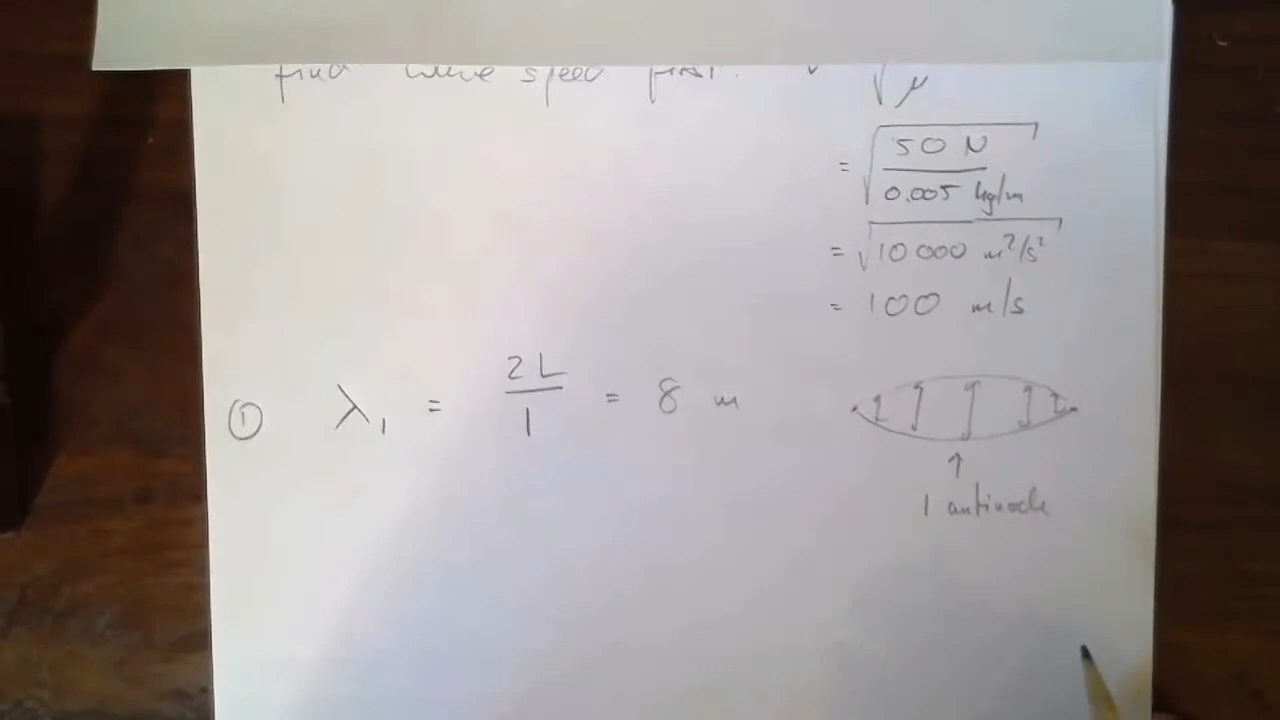 find wave speed first. v
√μ
= √ 50 N / 0.005 kg/m
= √10 000 m²/s²
= 100 m/s
① λ₁ = 2L / 1 = 8 m
↑
1 antinode